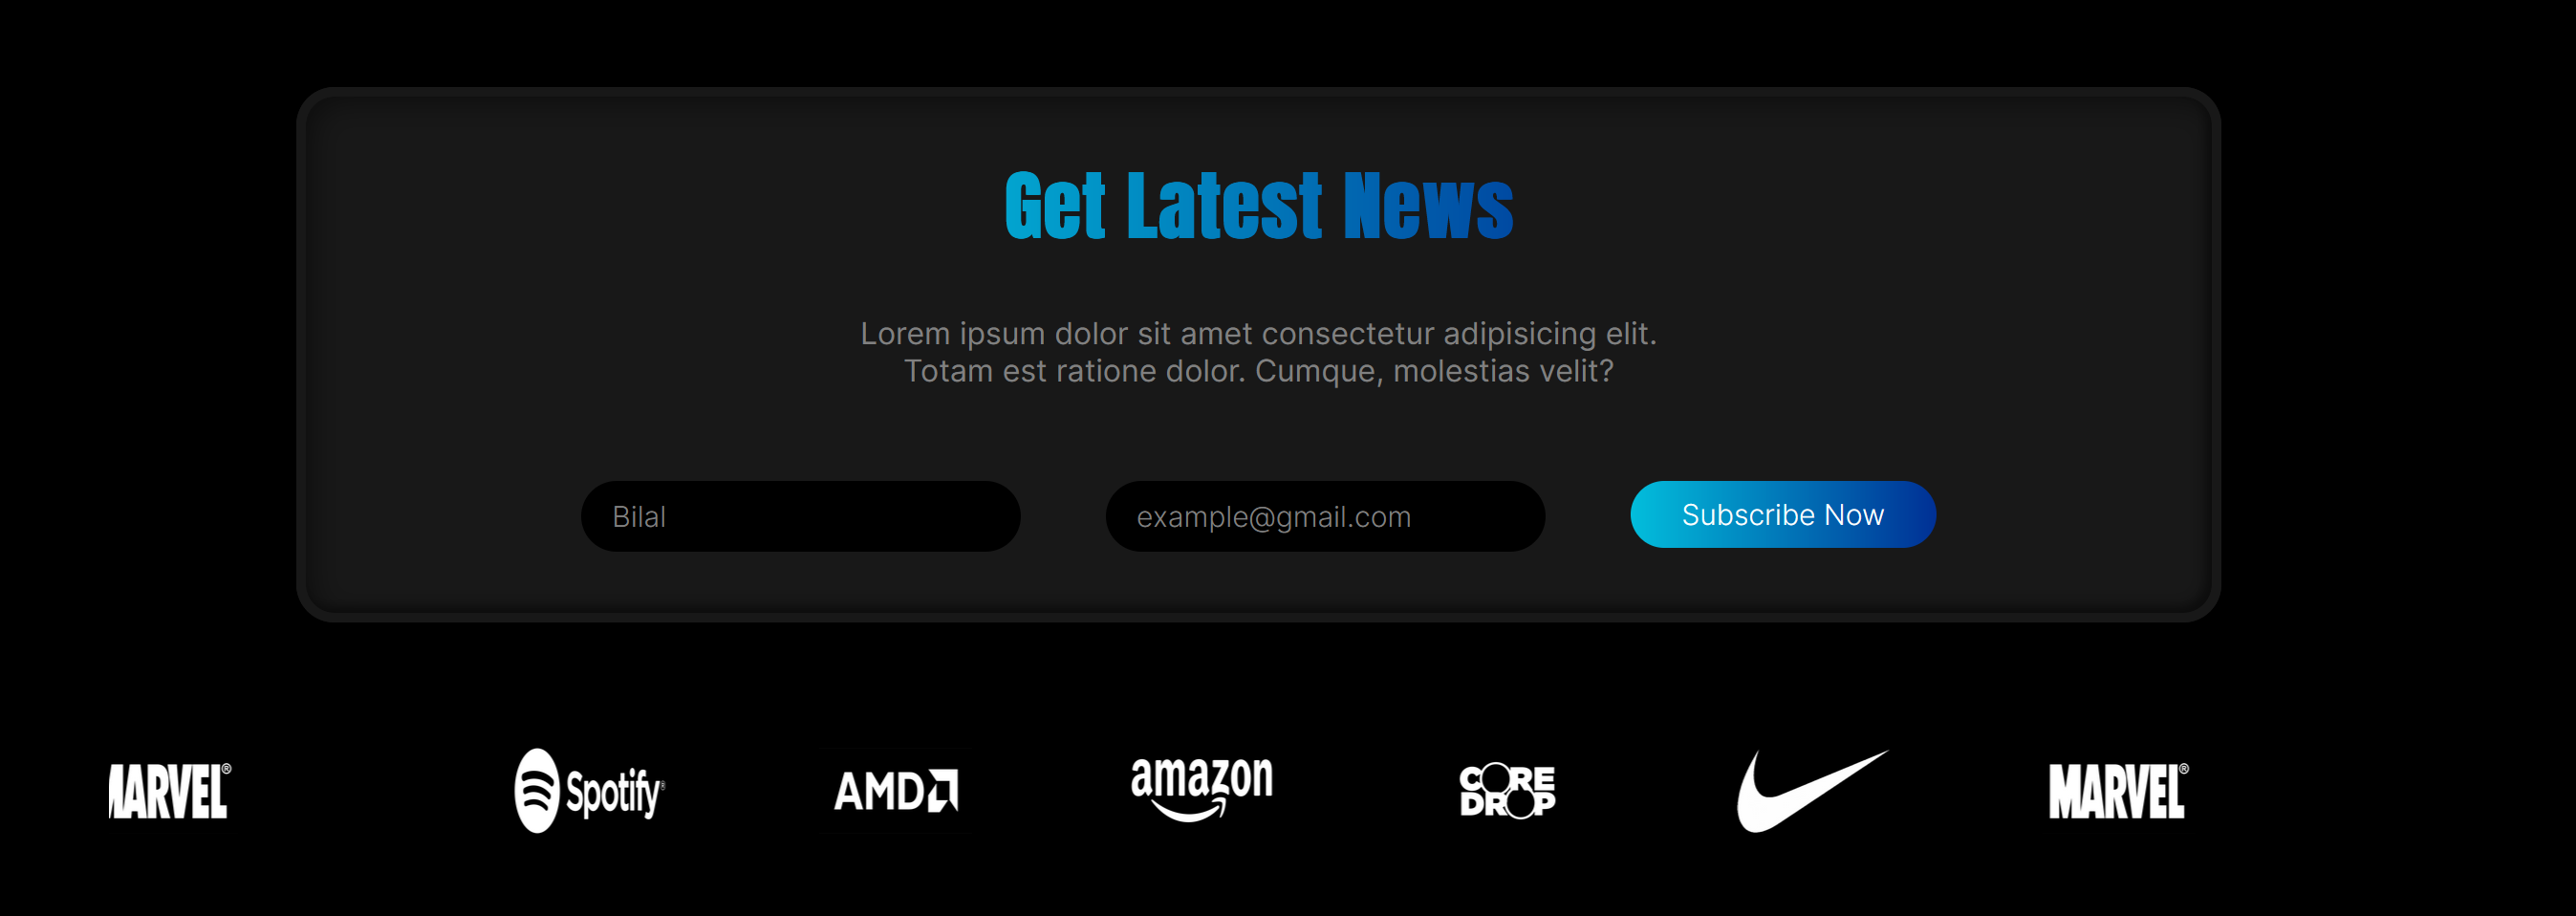 Get Latest News
Lorem ipsum dolor sit amet consectetur adipisicing elit.
Totam est ratione dolor. Cumque, molestias velit?
Bilal
example@gmail.com
Subscribe Now
MARVEL®
Spotify®
AMD
amazon
CORE
DROP
MARVEL®